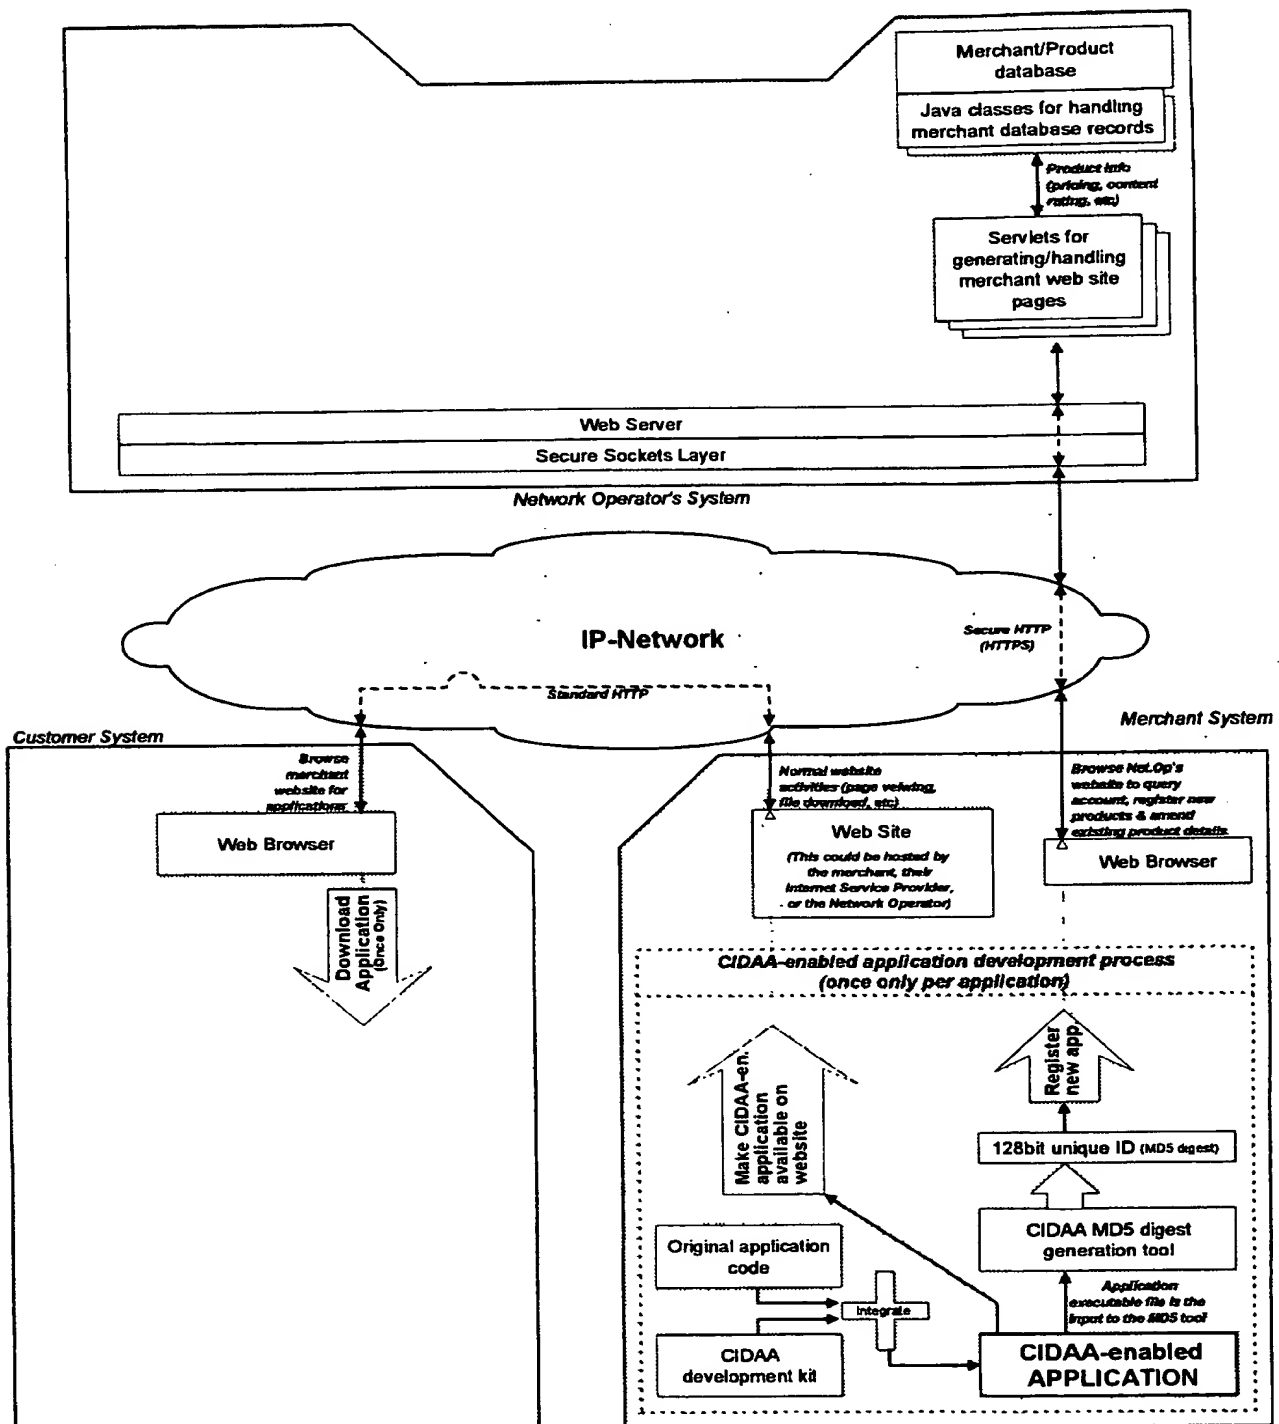 Merchant/Product
database
Java classes for handling
merchant database records
Product info
(pricing, content
rating, etc)
Servlets for
generating/handling
merchant web site
pages
Web Server
Secure Sockets Layer
Network Operator's System
IP-Network
Secure HTTP
(HTTPS)
Standard HTTP
Customer System
Merchant System
Browse
merchant
website for
applications
Web Browser
Download
Application
(Once Only)
Normal website
activities (page veiwing,
file download, etc)
Web Site
(This could be hosted by
the merchant, their
Internet Service Provider,
or the Network Operator)
Browse Net.Op's
website to query
account, register new
products & amend
existing product details
Web Browser
CIDAA-enabled application development process
(once only per application)
Make CIDAA-en.
application
available on
website
Register
new app.
128bit unique ID (MD5 digest)
CIDAA MD5 digest
generation tool
Original application
code
Integrate
Application
executable file is the
input to the MD5 tool
CIDAA
development kit
CIDAA-enabled
APPLICATION